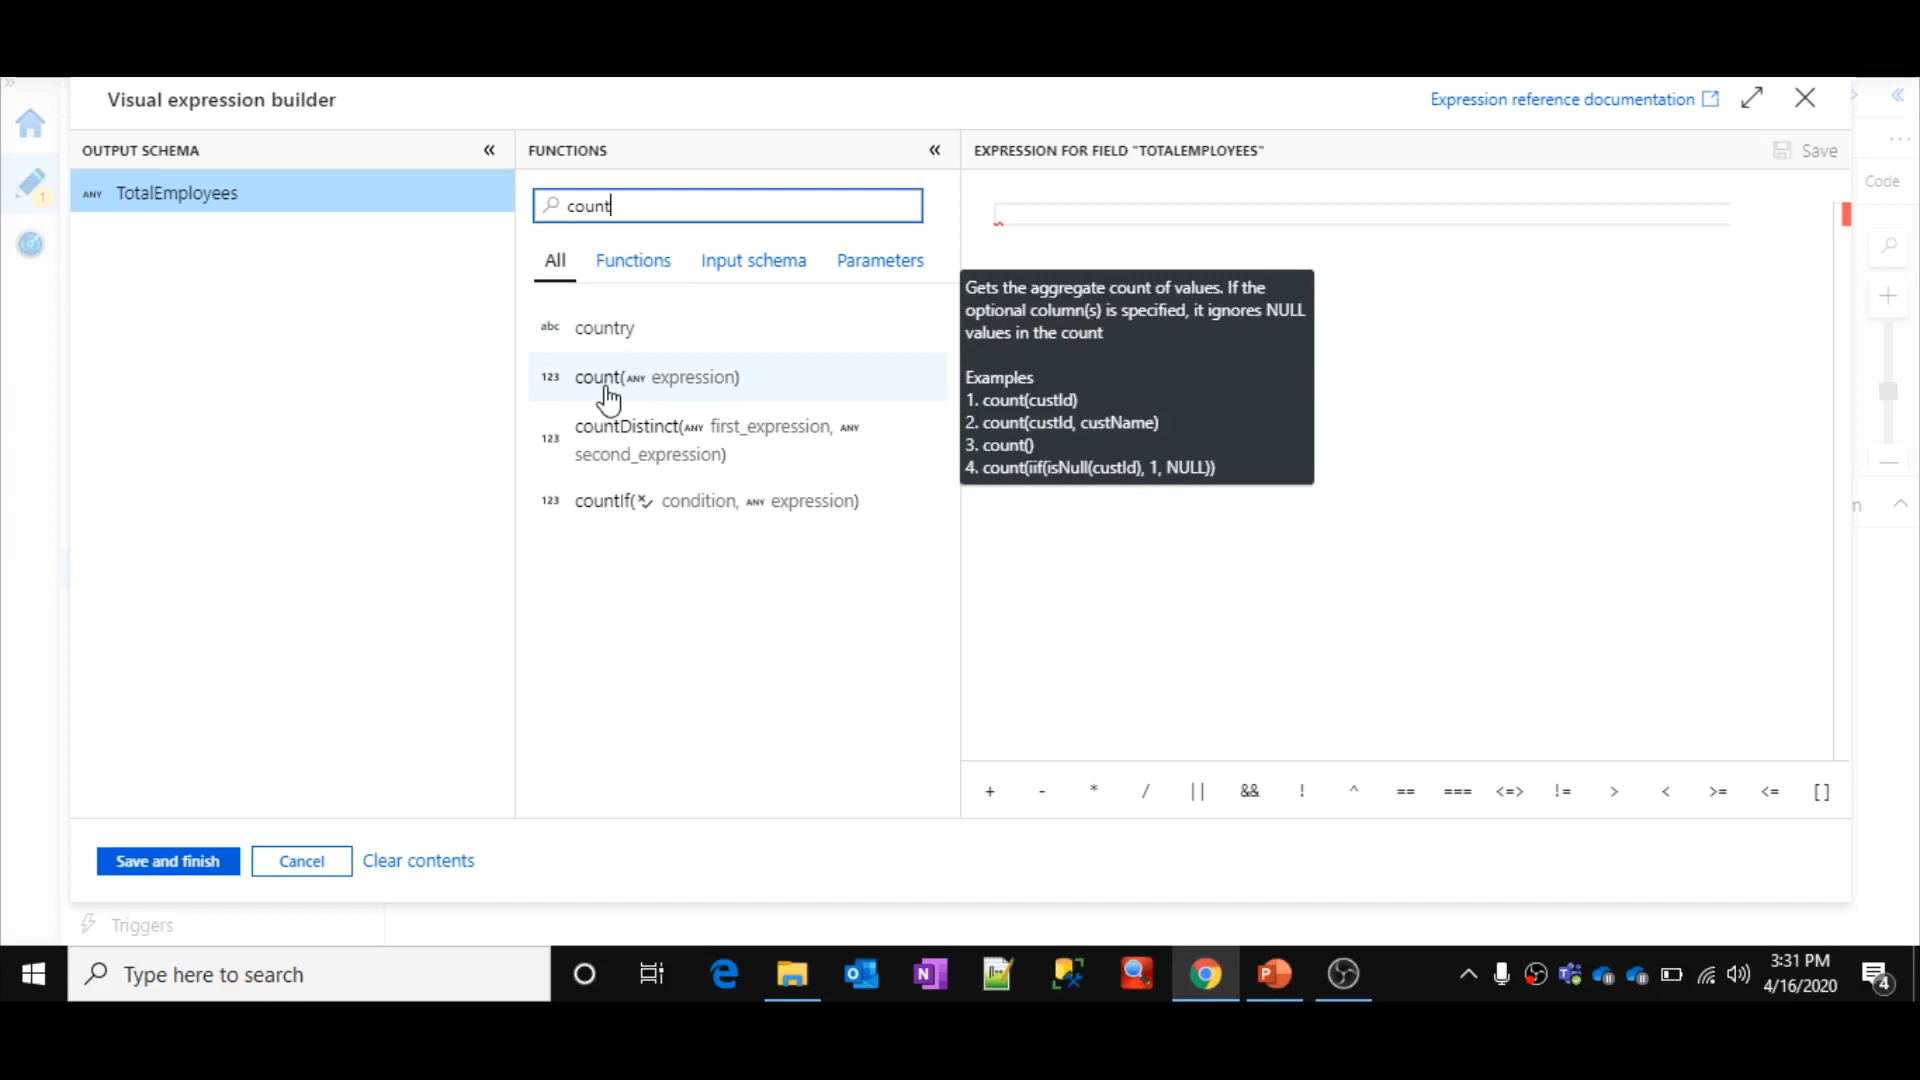 Visual expression builder
Expression reference documentation
OUTPUT SCHEMA
«
FUNCTIONS
«
EXPRESSION FOR FIELD "TOTALEMPLOYEES"
Save
Code
ANY TotalEmployees
1
count
All
Functions
Input schema
Parameters
abc country
123 count(ANY expression)
123 countDistinct(ANY first_expression, ANY
second_expression)
123 countIf( condition, ANY expression)
Gets the aggregate count of values. If the
optional column(s) is specified, it ignores NULL
values in the count
Examples
1. count(custId)
2. count(custId, custName)
3. count()
4. count(iif(isNull(custId), 1, NULL))
n
+ - * / || && ! ^ == === <=> != > < >= <= []
Save and finish
Cancel
Clear contents
Triggers
Type here to search
3:31 PM
4/16/2020
4